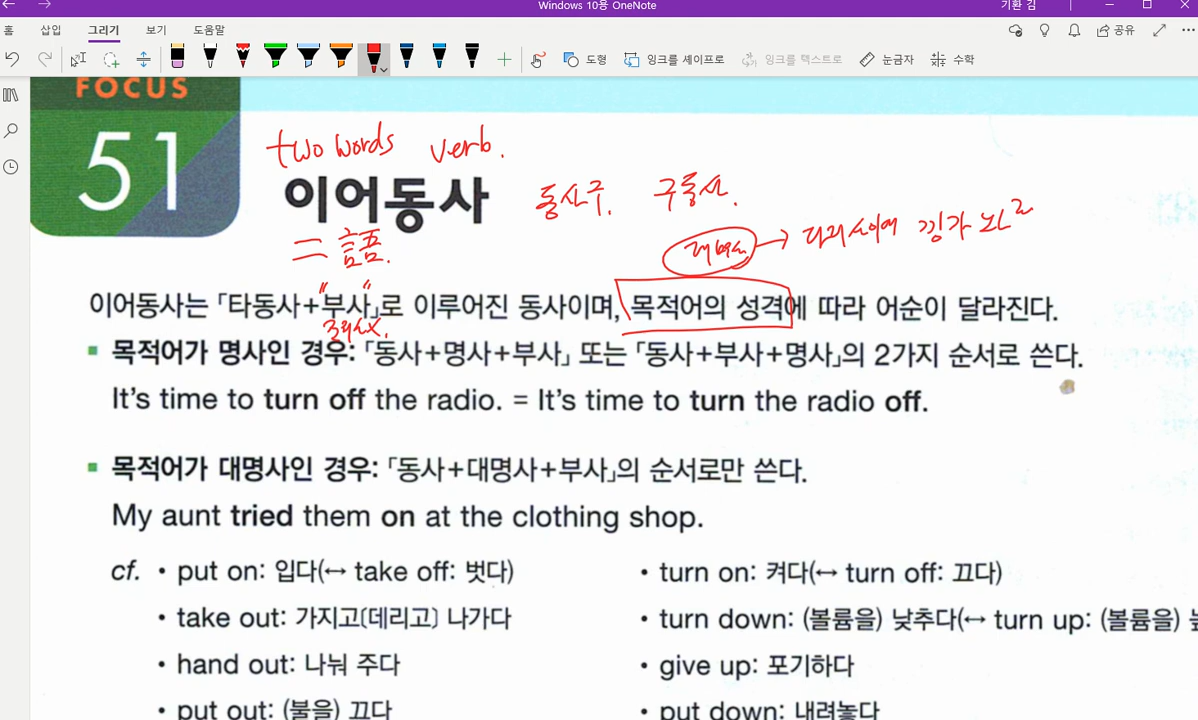 Windows 10용 OneNote
기환 김
홈 삽입 그리기 보기 도움말
공유
도형 잉크를 셰이프로 잉크를 텍스트로 눈금자 수학
FOCUS
51
two words verb.
이어동사
동사구. 구동사.
二語.
대명사 → 다리 사이에 낑가
이어동사는 「타동사+"부사"」로 이루어진 동사이며, 목적어의 성격에 따라 어순이 달라진다.
전치사X.
▪ 목적어가 명사인 경우: 「동사+명사+부사」 또는 「동사+부사+명사」의 2가지 순서로 쓴다.
It's time to turn off the radio. = It's time to turn the radio off.
▪ 목적어가 대명사인 경우: 「동사+대명사+부사」의 순서로만 쓴다.
My aunt tried them on at the clothing shop.
cf. • put on: 입다(↔ take off: 벗다)
• turn on: 켜다(↔ turn off: 끄다)
• take out: 가지고[데리고] 나가다
• turn down: (볼륨을) 낮추다(↔ turn up: (볼륨을)
• hand out: 나눠 주다
• give up: 포기하다
• put out: (불을) 끄다
• put down: 내려놓다